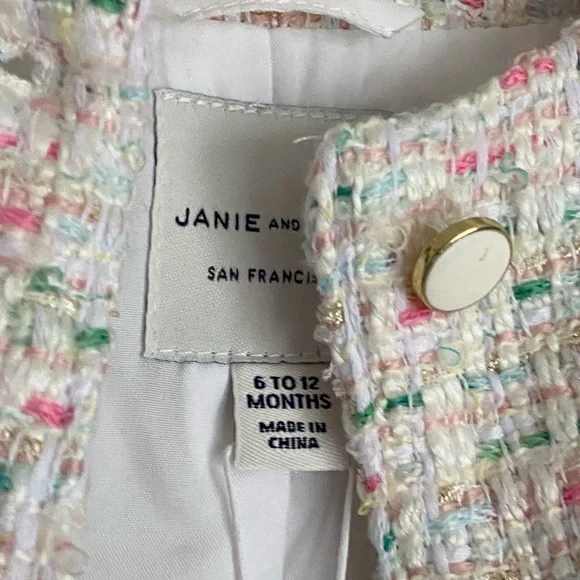 JANIE AND
SAN FRANCIS
6 TO 12
MONTHS
MADE IN
CHINA